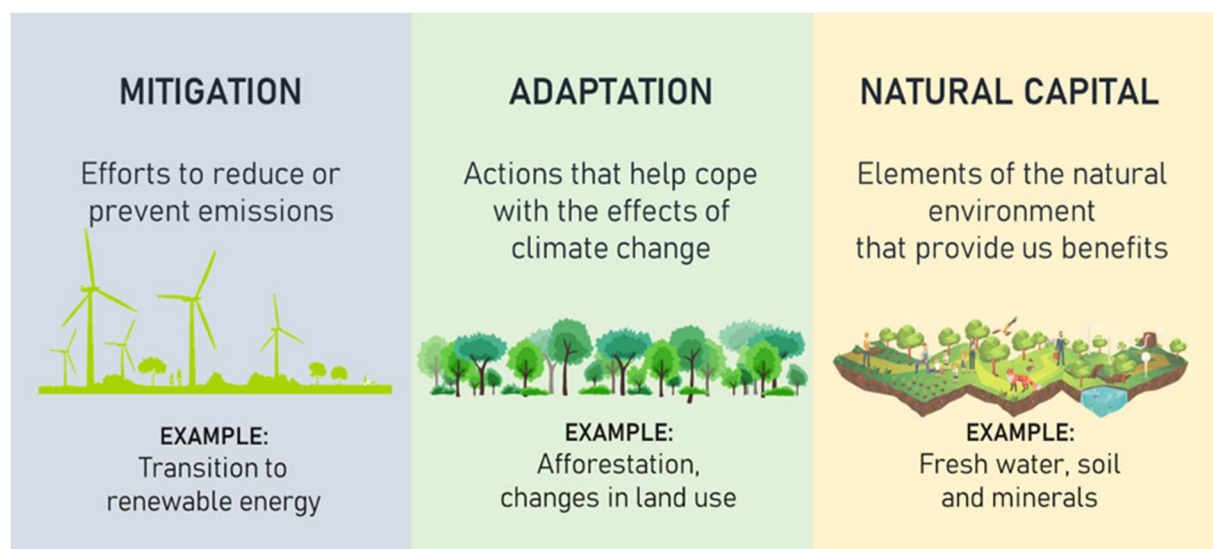 MITIGATION
Efforts to reduce or
prevent emissions
EXAMPLE:
Transition to
renewable energy
ADAPTATION
Actions that help cope
with the effects of
climate change
EXAMPLE:
Afforestation,
changes in land use
NATURAL CAPITAL
Elements of the natural
environment
that provide us benefits
EXAMPLE:
Fresh water, soil
and minerals